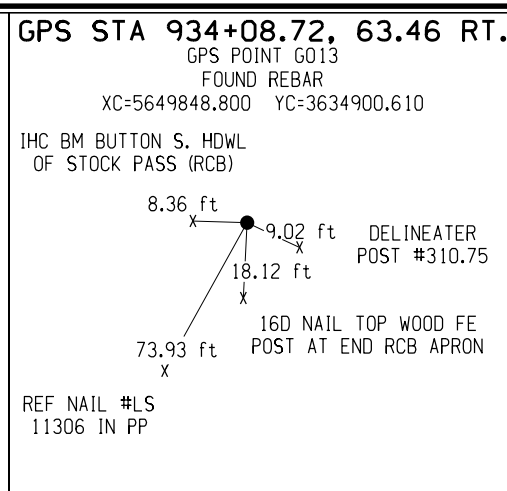 GPS STA 934+08.72, 63.46 RT.
GPS POINT G013
FOUND REBAR
XC=5649848.800 YC=3634900.610
IHC BM BUTTON S. HDWL
OF STOCK PASS (RCB)
8.36 ft
X
9.02 ft
X
DELINEATER
POST #310.75
18.12 ft
X
16D NAIL TOP WOOD FE
POST AT END RCB APRON
73.93 ft
X
REF NAIL #LS
11306 IN PP